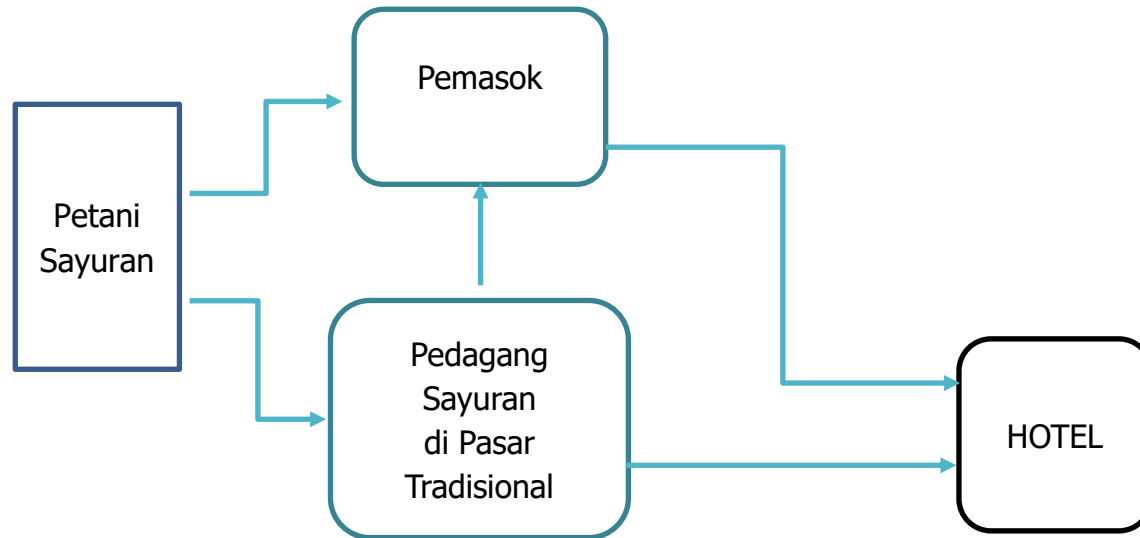 Pemasok
Petani
Sayuran
Pedagang
Sayuran
di Pasar
Tradisional
HOTEL